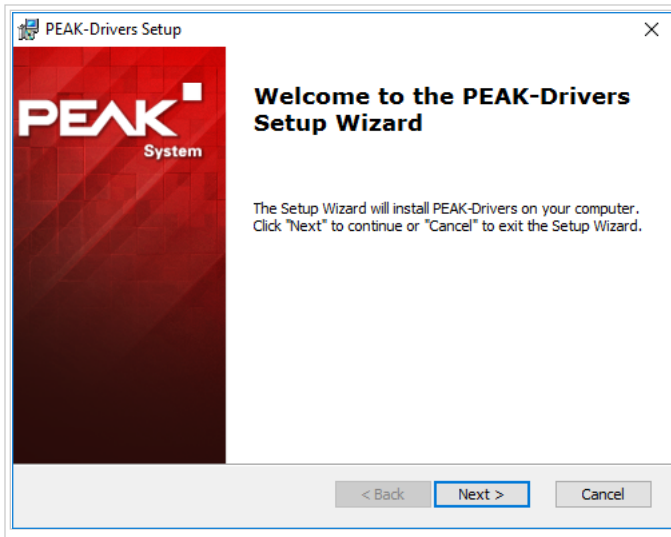 PEAK-Drivers Setup
PEAK
System
Welcome to the PEAK-Drivers
Setup Wizard
The Setup Wizard will install PEAK-Drivers on your computer.
Click "Next" to continue or "Cancel" to exit the Setup Wizard.
< Back Next > Cancel